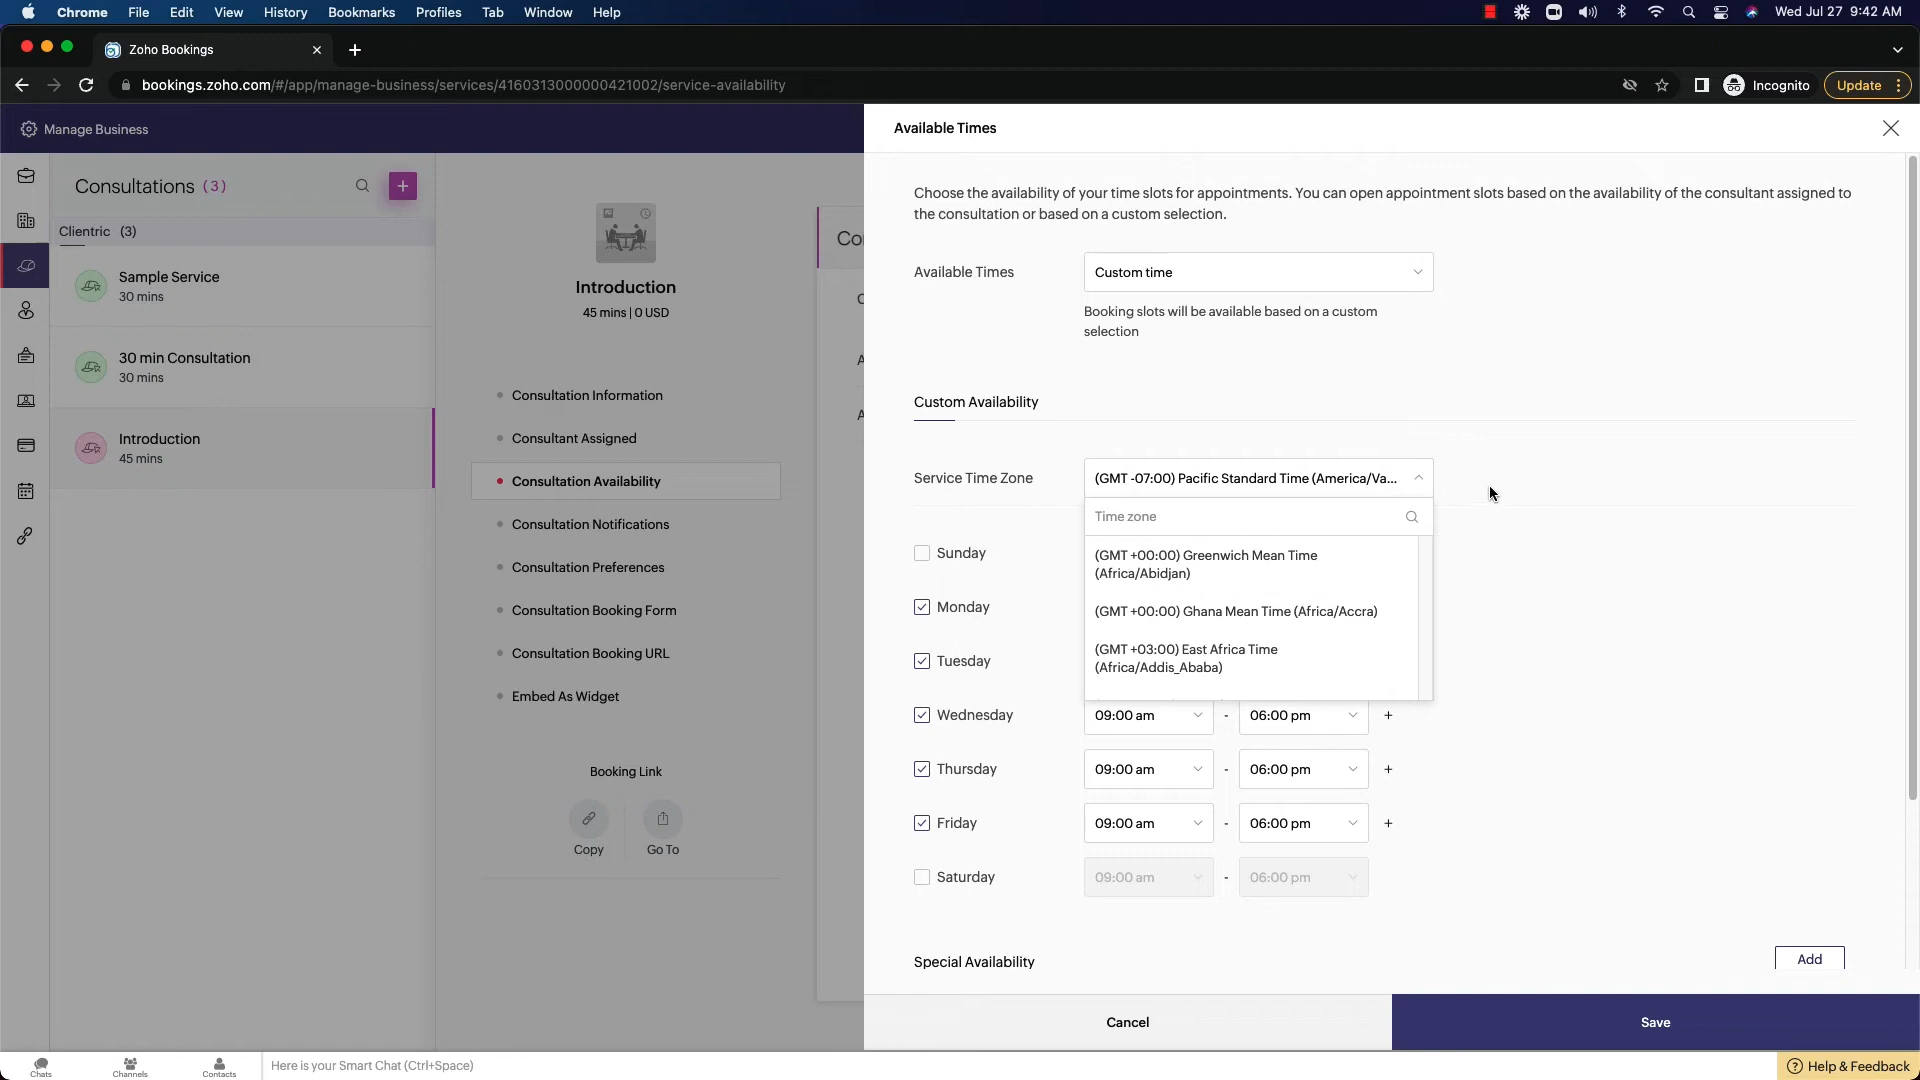 Chrome File Edit View History Bookmarks Profiles Tab Window Help
Wed Jul 27 9:42 AM
Zoho Bookings
bookings.zoho.com/#/app/manage-business/services/4160313000000421002/service-availability
Incognito
Update
Manage Business
Consultations (3)
Clientric (3)
Sample Service
30 mins
30 min Consultation
30 mins
Introduction
45 mins
Introduction
45 mins | 0 USD
Consultation Information
Consultant Assigned
Consultation Availability
Consultation Notifications
Consultation Preferences
Consultation Booking Form
Consultation Booking URL
Embed As Widget
Booking Link
Copy
Go To
Co
C
A
A
Available Times
Choose the availability of your time slots for appointments. You can open appointment slots based on the availability of the consultant assigned to
the consultation or based on a custom selection.
Available Times
Custom time
Booking slots will be available based on a custom
selection
Custom Availability
Service Time Zone
(GMT -07:00) Pacific Standard Time (America/Va...
Time zone
(GMT +00:00) Greenwich Mean Time
(Africa/Abidjan)
(GMT +00:00) Ghana Mean Time (Africa/Accra)
(GMT +03:00) East Africa Time
(Africa/Addis_Ababa)
Sunday
Monday
Tuesday
Wednesday 09:00 am - 06:00 pm +
Thursday 09:00 am - 06:00 pm +
Friday 09:00 am - 06:00 pm +
Saturday 09:00 am - 06:00 pm
Special Availability
Add
Cancel
Save
Chats
Channels
Contacts
Here is your Smart Chat (Ctrl+Space)
Help & Feedback